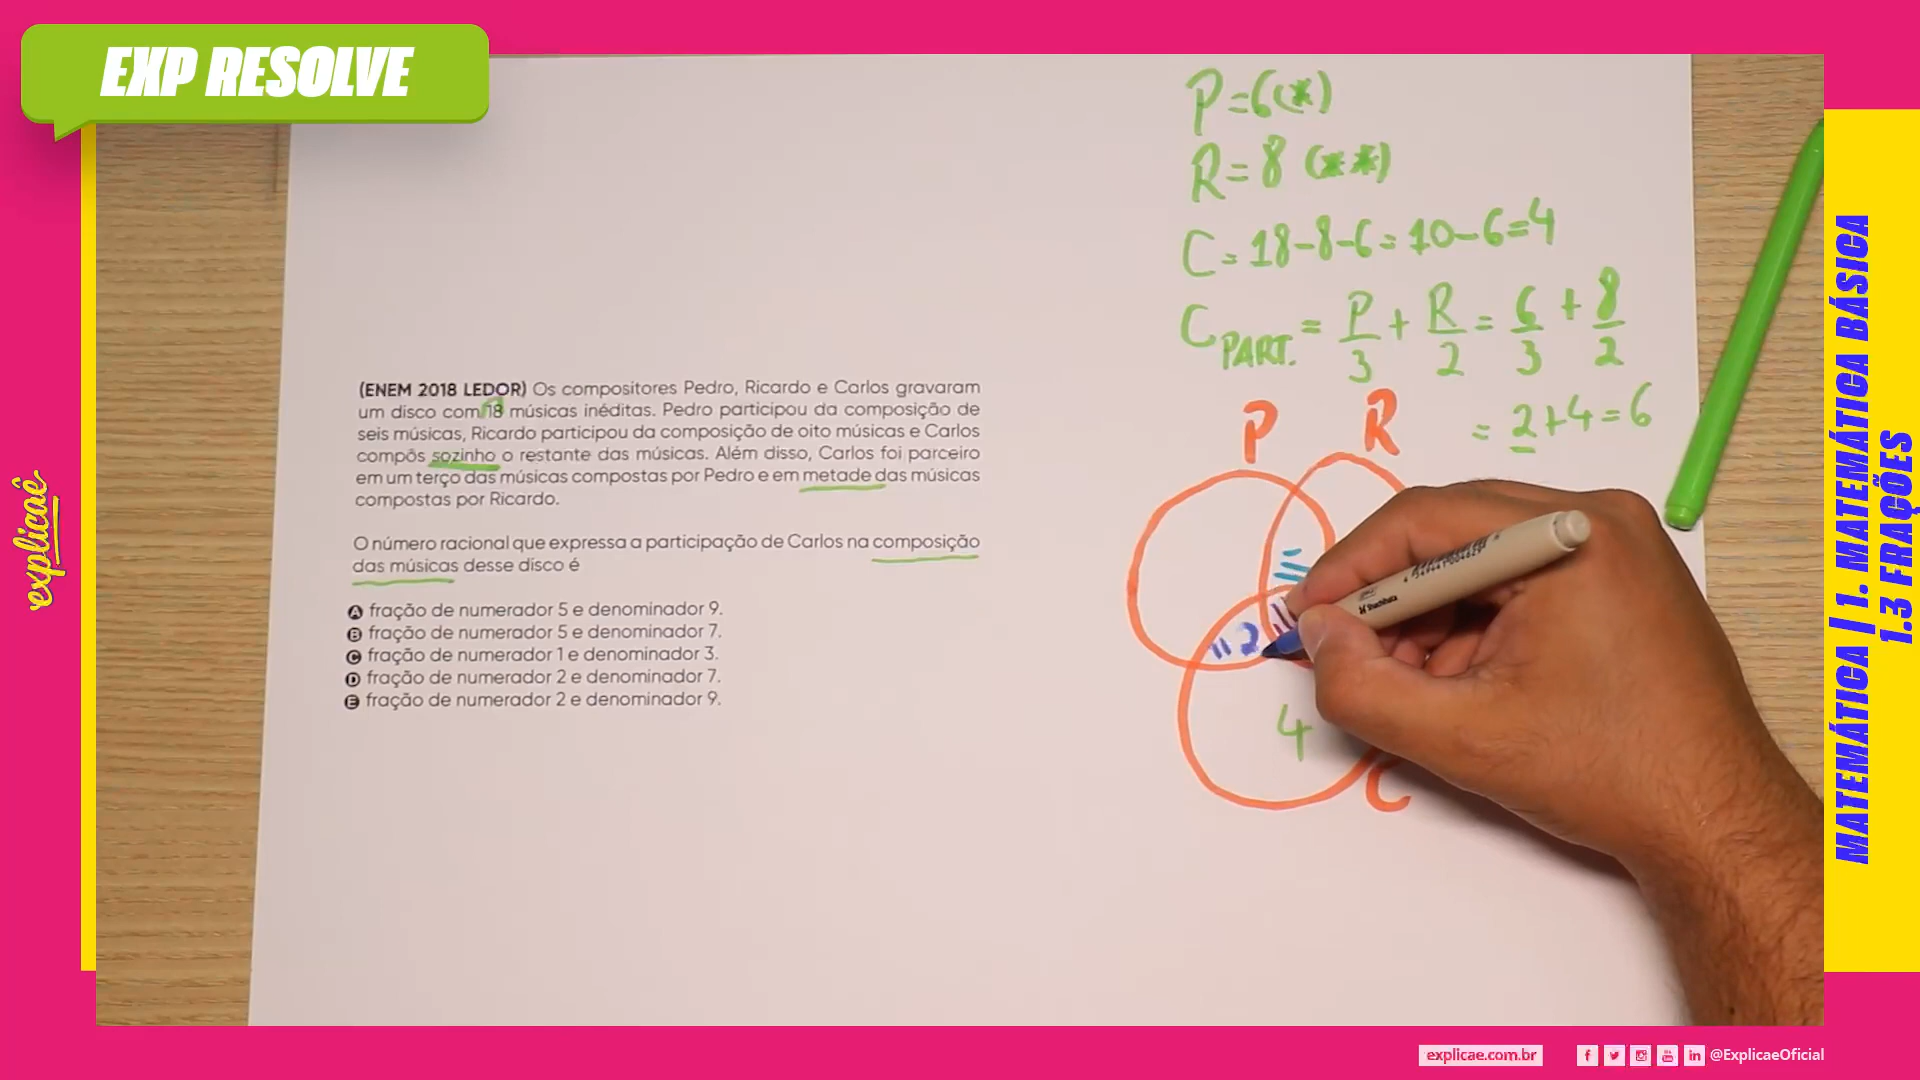 EXP RESOLVE
P=6(*)
R=8(**)
C=18-8-6=10-6=4
C PART. = P/3 + R/2 = 6/3 + 8/2
= 2+4=6
(ENEM 2018 LEDOR) Os compositores Pedro, Ricardo e Carlos gravaram
um disco com 18 músicas inéditas. Pedro participou da composição de
seis músicas, Ricardo participou da composição de oito músicas e Carlos
compôs sozinho o restante das músicas. Além disso, Carlos foi parceiro
em um terço das músicas compostas por Pedro e em metade das músicas
compostas por Ricardo.
O número racional que expressa a participação de Carlos na composição
das músicas desse disco é
A fração de numerador 5 e denominador 9.
B fração de numerador 5 e denominador 7.
C fração de numerador 1 e denominador 3.
D fração de numerador 2 e denominador 7.
E fração de numerador 2 e denominador 9.
P R
2
4
C
explicaê
MATEMÁTICA | 1. MATEMÁTICA BÁSICA
1.3 FRAÇÕES
explicae.com.br
@ExplicaeOficial